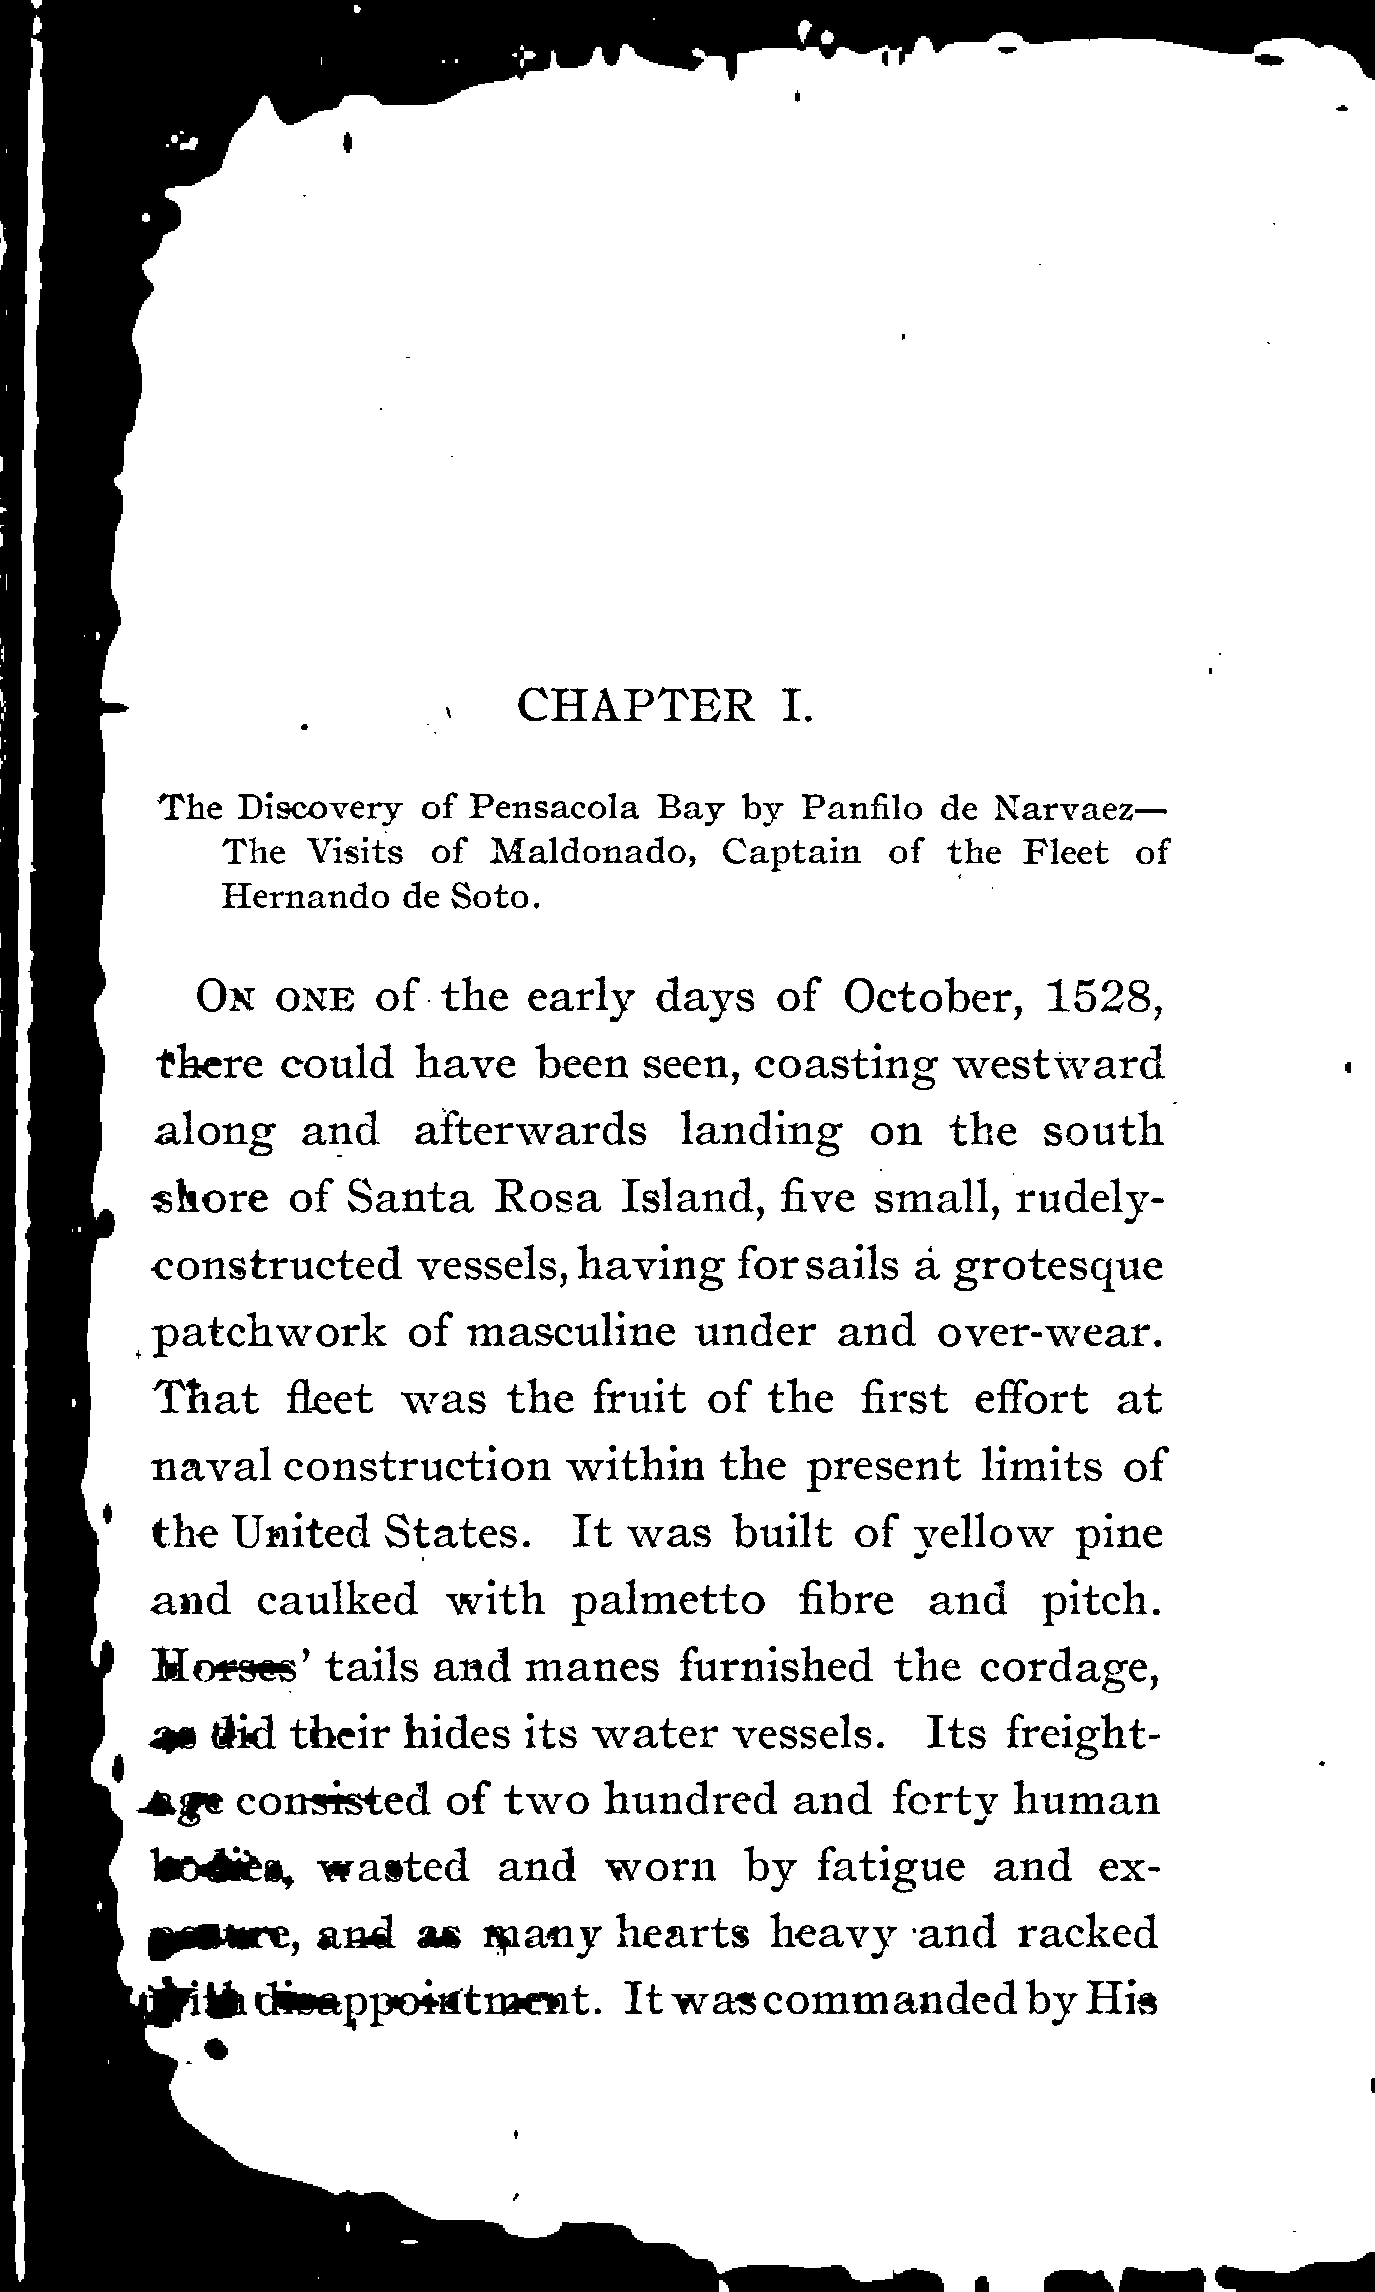 CHAPTER I.
The Discovery of Pensacola Bay by Panfilo de Narvaez—
The Visits of Maldonado, Captain of the Fleet of
Hernando de Soto.
ON ONE of the early days of October, 1528,
there could have been seen, coasting westward
along and afterwards landing on the south
shore of Santa Rosa Island, five small, rudely-
constructed vessels, having for sails a grotesque
patchwork of masculine under and over-wear.
That fleet was the fruit of the first effort at
naval construction within the present limits of
the United States. It was built of yellow pine
and caulked with palmetto fibre and pitch.
Horses' tails and manes furnished the cordage,
as did their hides its water vessels. Its freight-
age consisted of two hundred and forty human
bodies, wasted and worn by fatigue and ex-
posure, and as many hearts heavy and racked
with disappointment. It was commanded by His